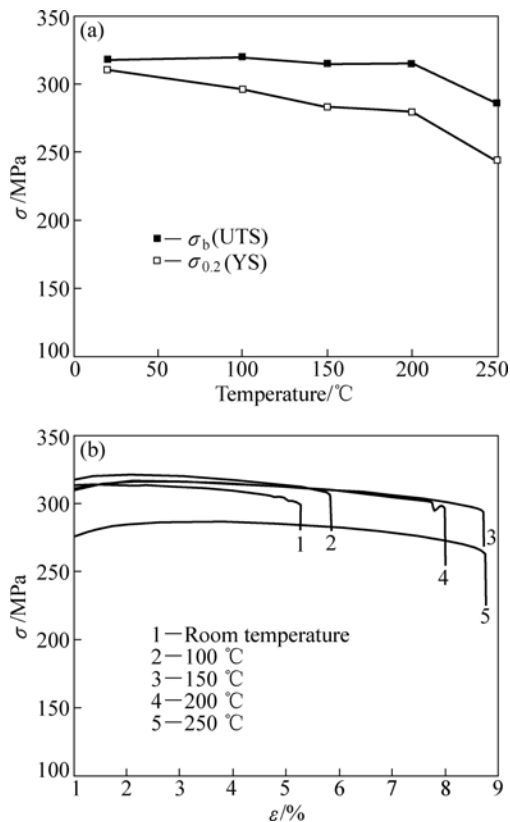 (a)
350
300
250
300
150
100
σ/MPa
σb(UTS)
σ0.2(YS)
0 50 100 150 200 250
Temperature/℃
(b)
350
300
250
300
150
100
σ/MPa
1 2 3 4 5
1—Room temperature
2—100 ℃
3—150 ℃
4—200 ℃
5—250 ℃
1 2 3 4 5 6 7 8 9
ε/%